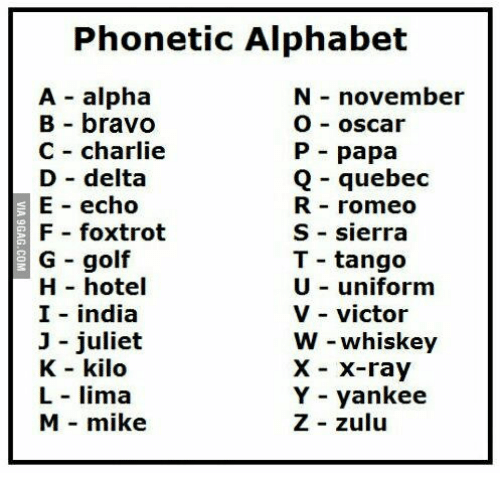 Phonetic Alphabet
A - alpha
B - bravo
C - charlie
D - delta
E - echo
F - foxtrot
G - golf
H - hotel
I - india
J - juliet
K - kilo
L - lima
M - mike
N - november
O - oscar
P - papa
Q - quebec
R - romeo
S - sierra
T - tango
U - uniform
V - victor
W - whiskey
X - x-ray
Y - yankee
Z - zulu
VIA 9GAG.COM